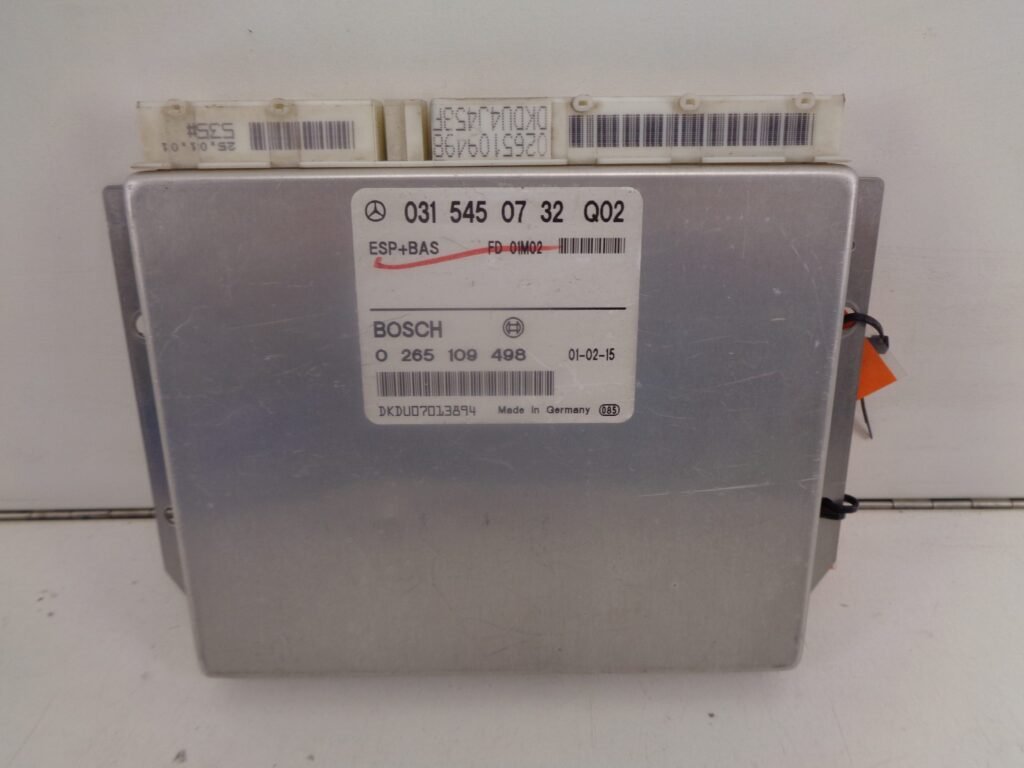 25.01.01
535#
0265109498
DKDU4J453F
031 545 07 32 Q02
ESP+BAS FD 01M02
BOSCH
0 265 109 498 01-02-15
DKDU07013894 Made in Germany 085